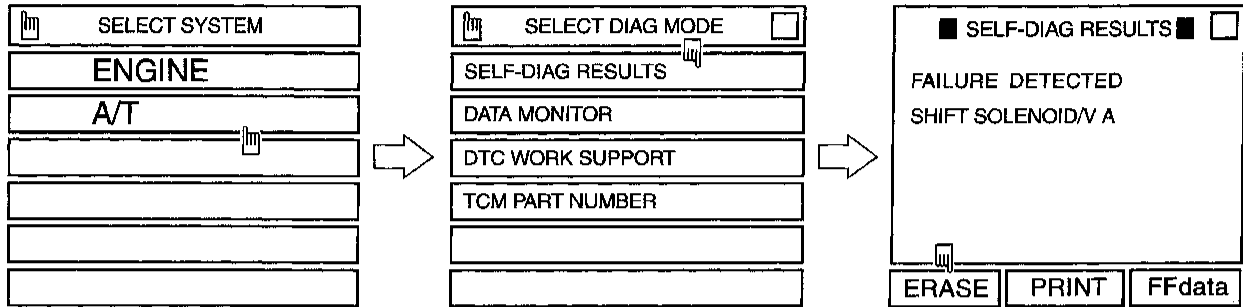 SELECT SYSTEM
ENGINE
A/T
SELECT DIAG MODE
SELF-DIAG RESULTS
DATA MONITOR
DTC WORK SUPPORT
TCM PART NUMBER
SELF-DIAG RESULTS
FAILURE DETECTED
SHIFT SOLENOID/V A
ERASE PRINT FFdata